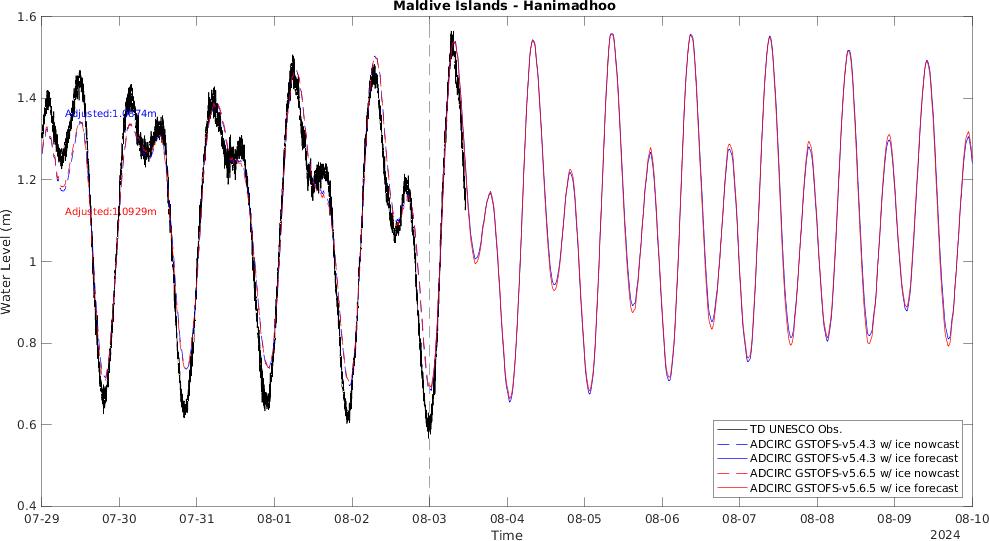 Maldive Islands - Hanimadhoo
1.6
1.4
1.2
1
0.8
0.6
0.4
Water Level (m)
Adjusted:1.0874m
Adjusted:1.0929m
TD UNESCO Obs.
ADCIRC GSTOFS-v5.4.3 w/ ice nowcast
ADCIRC GSTOFS-v5.4.3 w/ ice forecast
ADCIRC GSTOFS-v5.6.5 w/ ice nowcast
ADCIRC GSTOFS-v5.6.5 w/ ice forecast
07-29 07-30 07-31 08-01 08-02 08-03 08-04 08-05 08-06 08-07 08-08 08-09 08-10
Time
2024